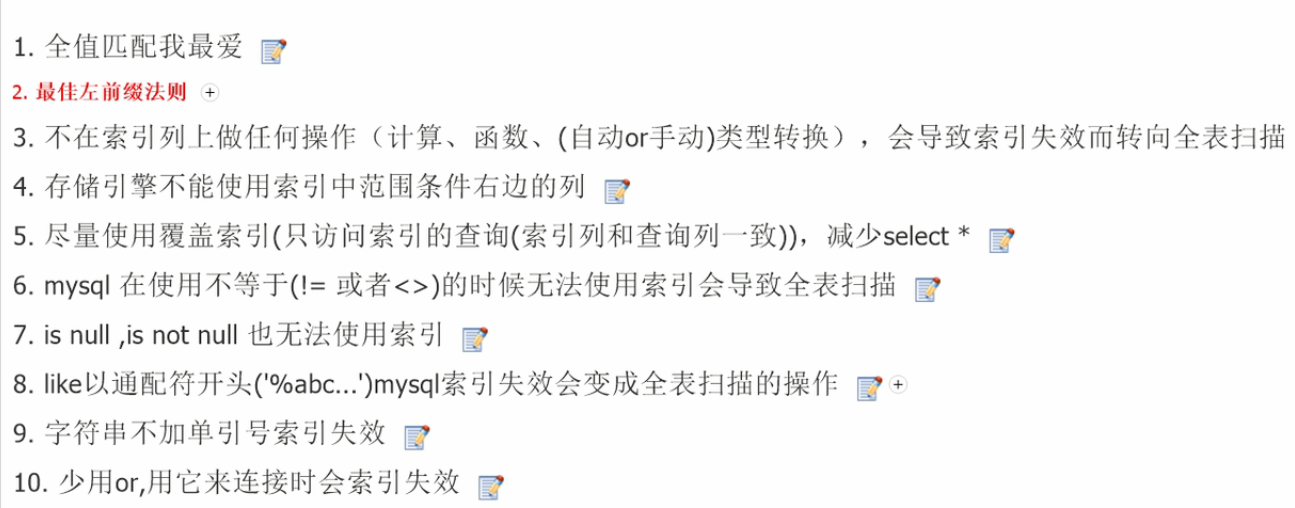 1. 全值匹配我最爱
2. 最佳左前缀法则
3. 不在索引列上做任何操作（计算、函数、(自动or手动)类型转换），会导致索引失效而转向全表扫描
4. 存储引擎不能使用索引中范围条件右边的列
5. 尽量使用覆盖索引(只访问索引的查询(索引列和查询列一致))，减少select *
6. mysql 在使用不等于(!= 或者<>)的时候无法使用索引会导致全表扫描
7. is null ,is not null 也无法使用索引
8. like以通配符开头('%abc...')mysql索引失效会变成全表扫描的操作
9. 字符串不加单引号索引失效
10. 少用or,用它来连接时会索引失效